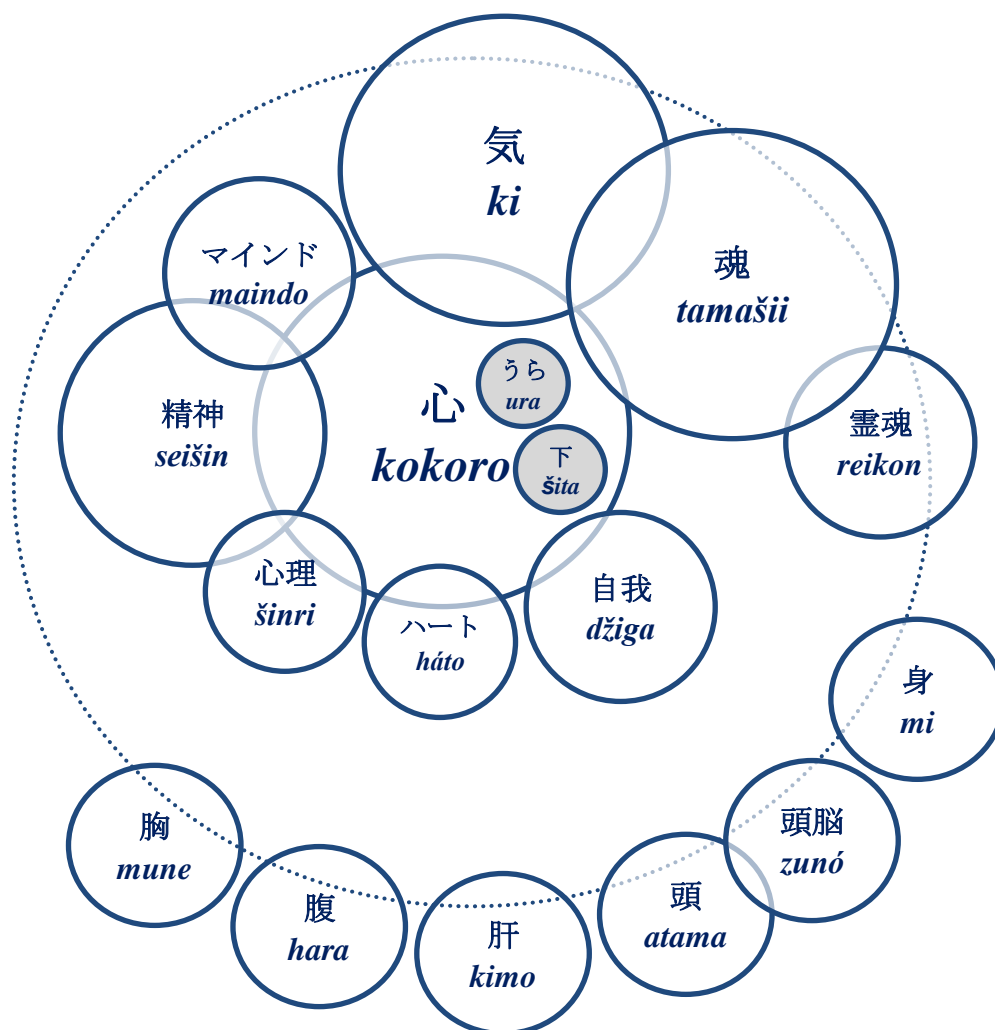 気
ki
マインド
maindo
魂
tamašii
うら
ura
心
kokoro
精神
seišin
霊魂
reikon
下
šita
心理
šinri
ハート
háto
自我
džiga
身
mi
胸
mune
頭脳
zunó
腹
hara
肝
kimo
頭
atama